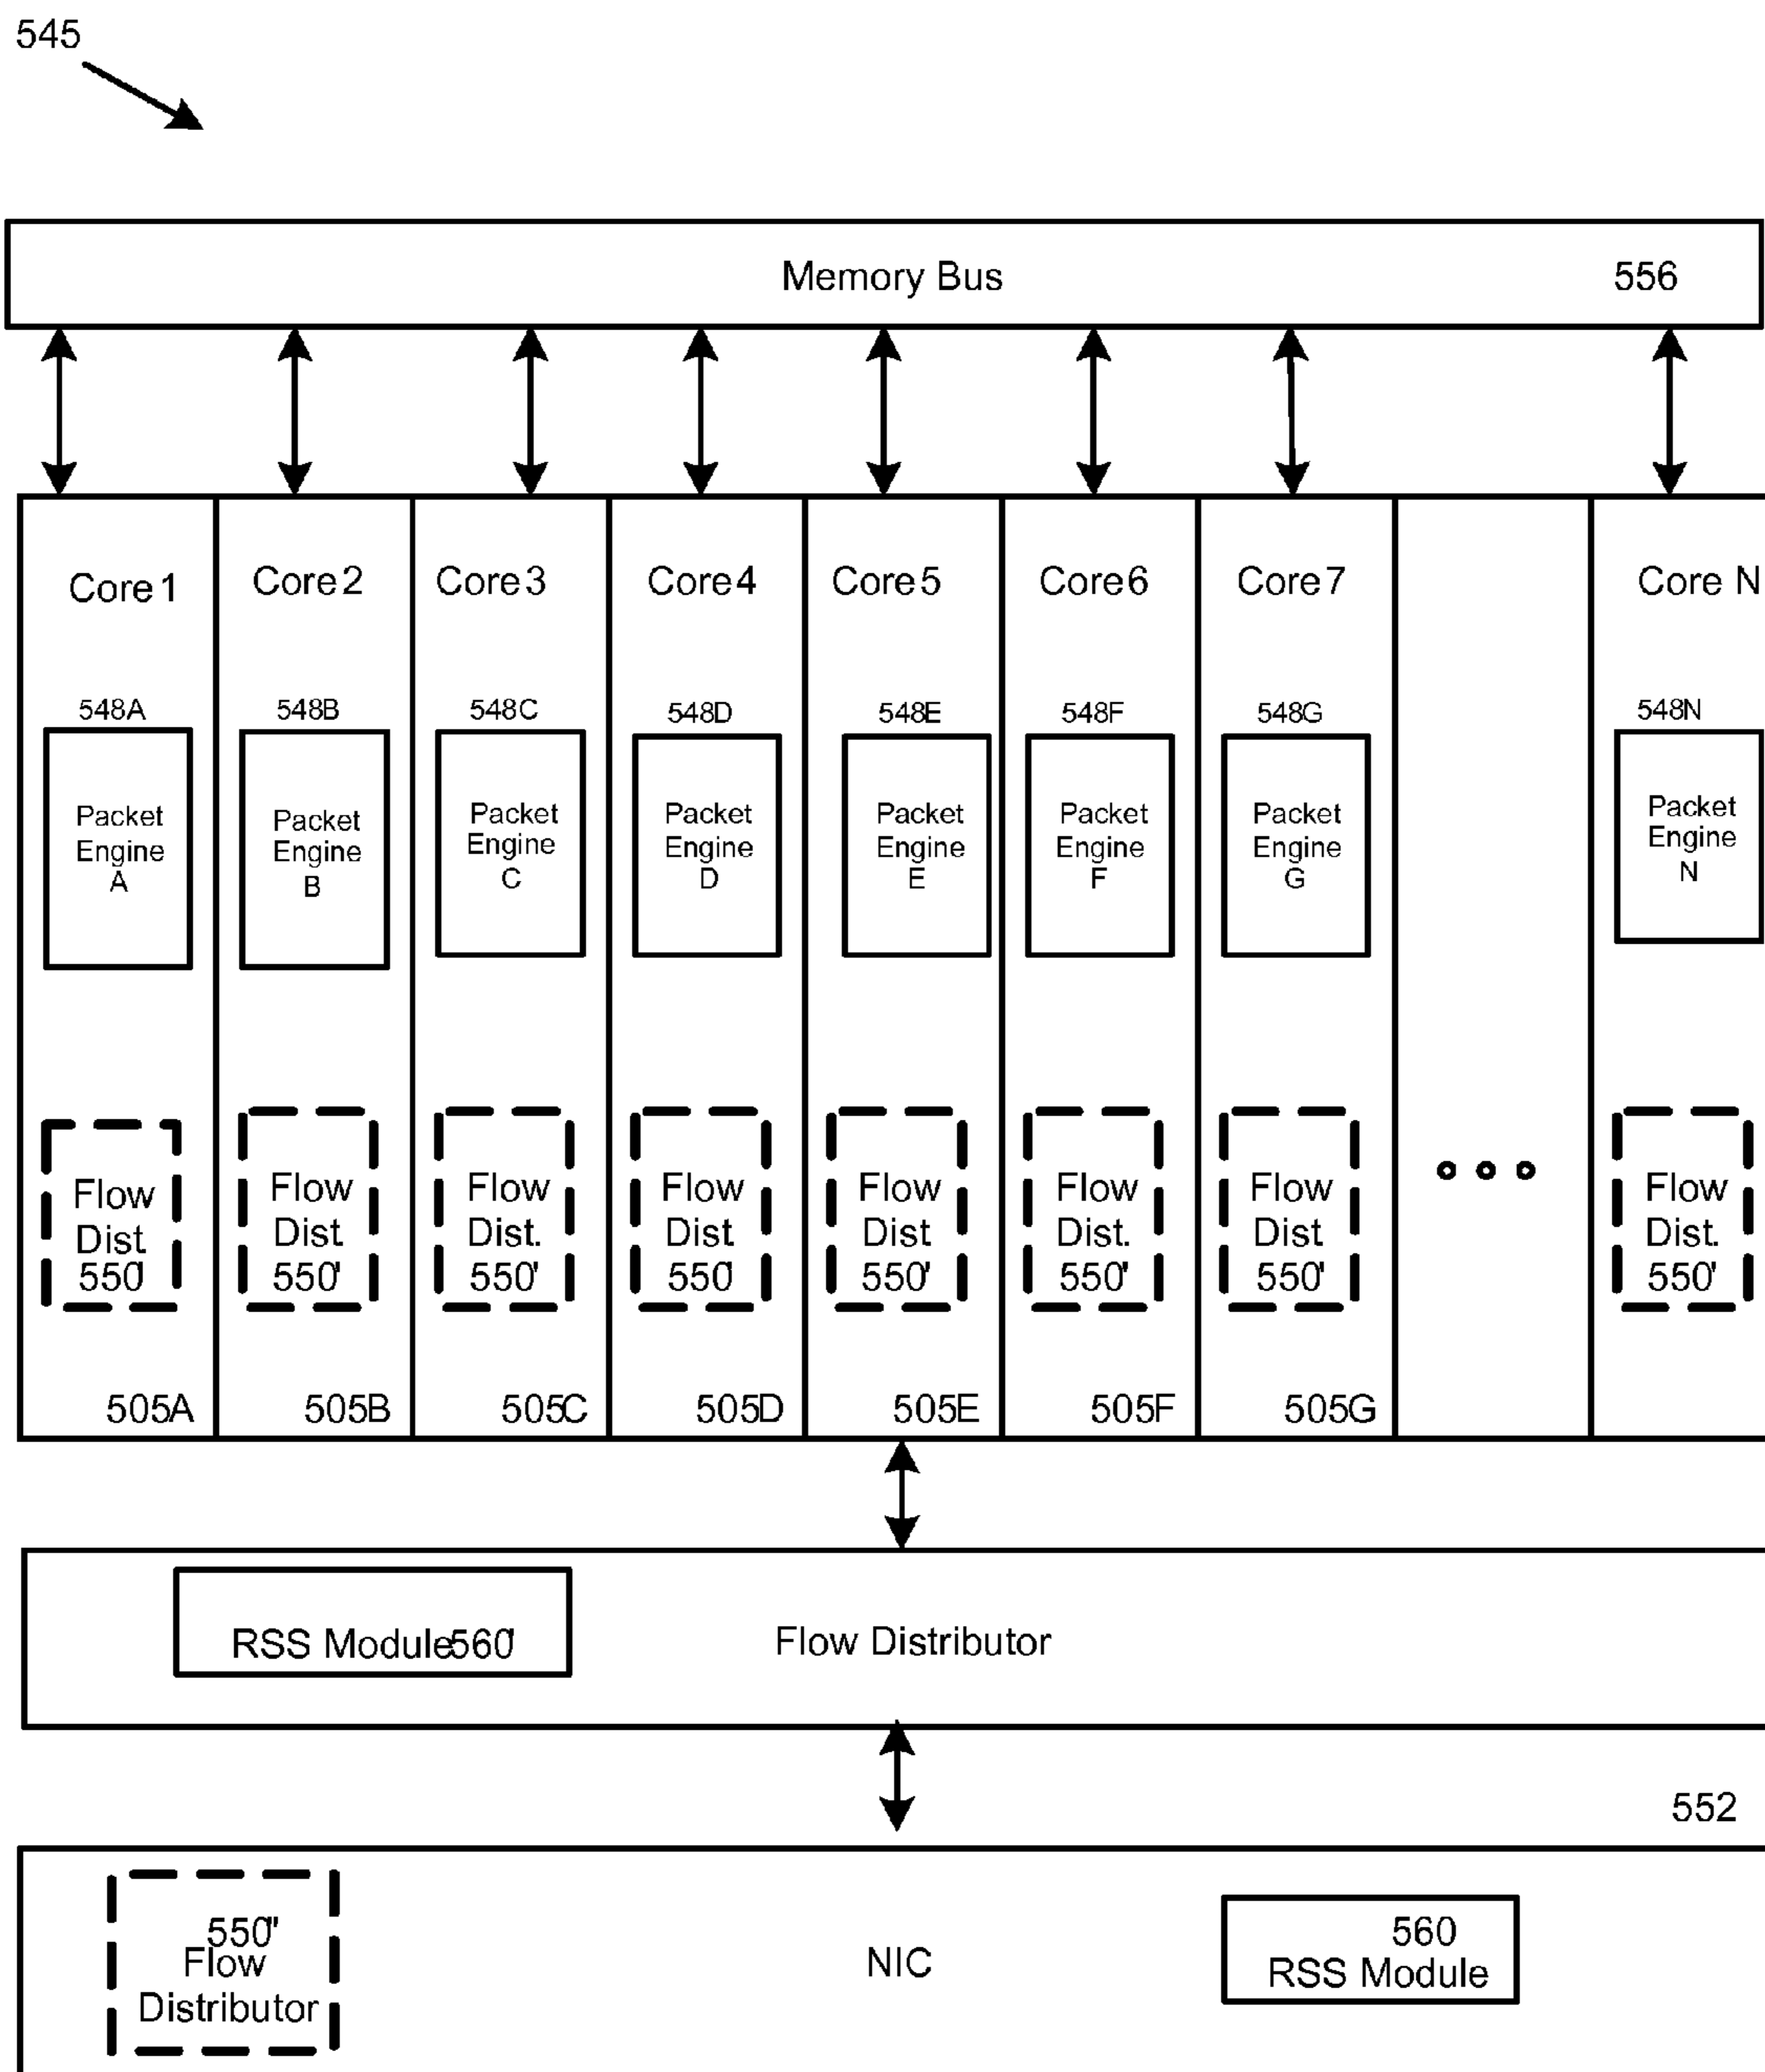 545
Memory Bus 556
Core 1 Core 2 Core 3 Core 4 Core 5 Core 6 Core 7 Core N
548A 548B 548C 548D 548E 548F 548G 548N
Packet
Engine
A
Packet
Engine
B
Packet
Engine
C
Packet
Engine
D
Packet
Engine
E
Packet
Engine
F
Packet
Engine
G
Packet
Engine
N
Flow
Dist
550'
Flow
Dist.
550'
Flow
Dist.
550'
Flow
Dist.
550'
Flow
Dist
550'
Flow
Dist.
550'
Flow
Dist
550'
Flow
Dist.
550'
505A 505B 505C 505D 505E 505F 505G
RSS Module 560' Flow Distributor
552
550"
Flow
Distributor
NIC
560
RSS Module